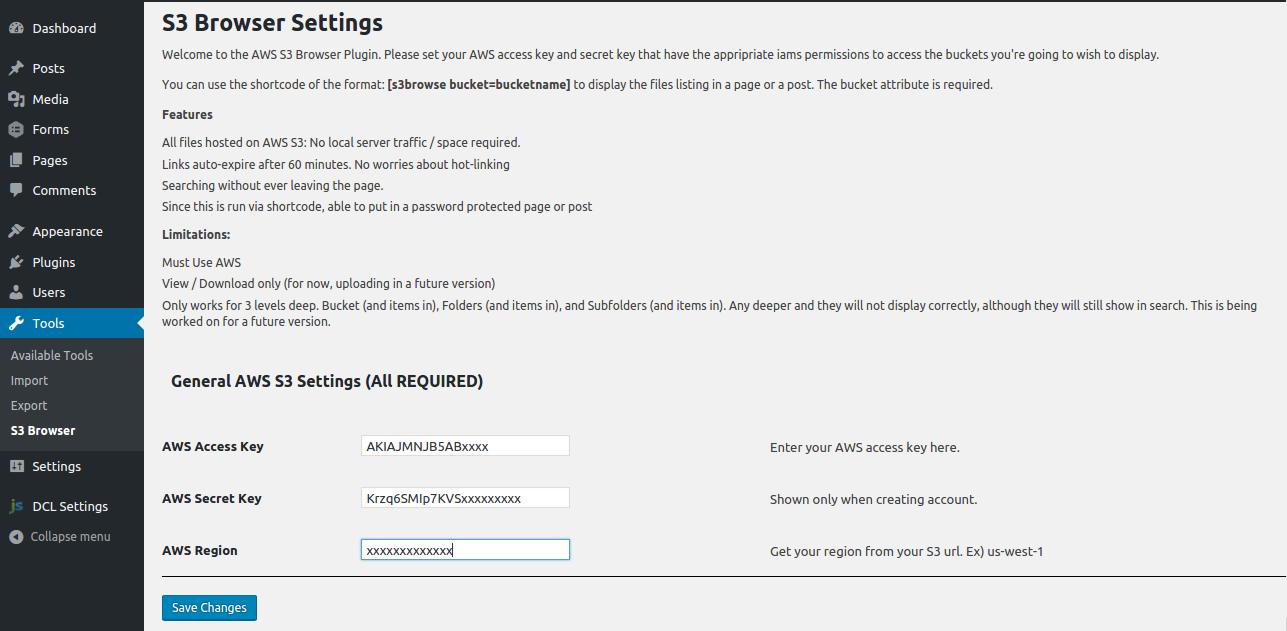 Dashboard
Posts
Media
Forms
Pages
Comments
Appearance
Plugins
Users
Tools
Available Tools
Import
Export
S3 Browser
Settings
js DCL Settings
Collapse menu
S3 Browser Settings
Welcome to the AWS S3 Browser Plugin. Please set your AWS access key and secret key that have the appripriate iams permissions to access the buckets you're going to wish to display.
You can use the shortcode of the format: [s3browse bucket=bucketname] to display the files listing in a page or a post. The bucket attribute is required.
Features
All files hosted on AWS S3: No local server traffic / space required.
Links auto-expire after 60 minutes. No worries about hot-linking
Searching without ever leaving the page.
Since this is run via shortcode, able to put in a password protected page or post
Limitations:
Must Use AWS
View / Download only (for now, uploading in a future version)
Only works for 3 levels deep. Bucket (and items in), Folders (and items in), and Subfolders (and items in). Any deeper and they will not display correctly, although they will still show in search. This is being
worked on for a future version.
General AWS S3 Settings (All REQUIRED)
AWS Access Key AKIAJMNJB5ABxxxx Enter your AWS access key here.
AWS Secret Key Krzq6SMIp7KVSxxxxxxxxx Shown only when creating account.
AWS Region xxxxxxxxxxxxx Get your region from your S3 url. Ex) us-west-1
Save Changes